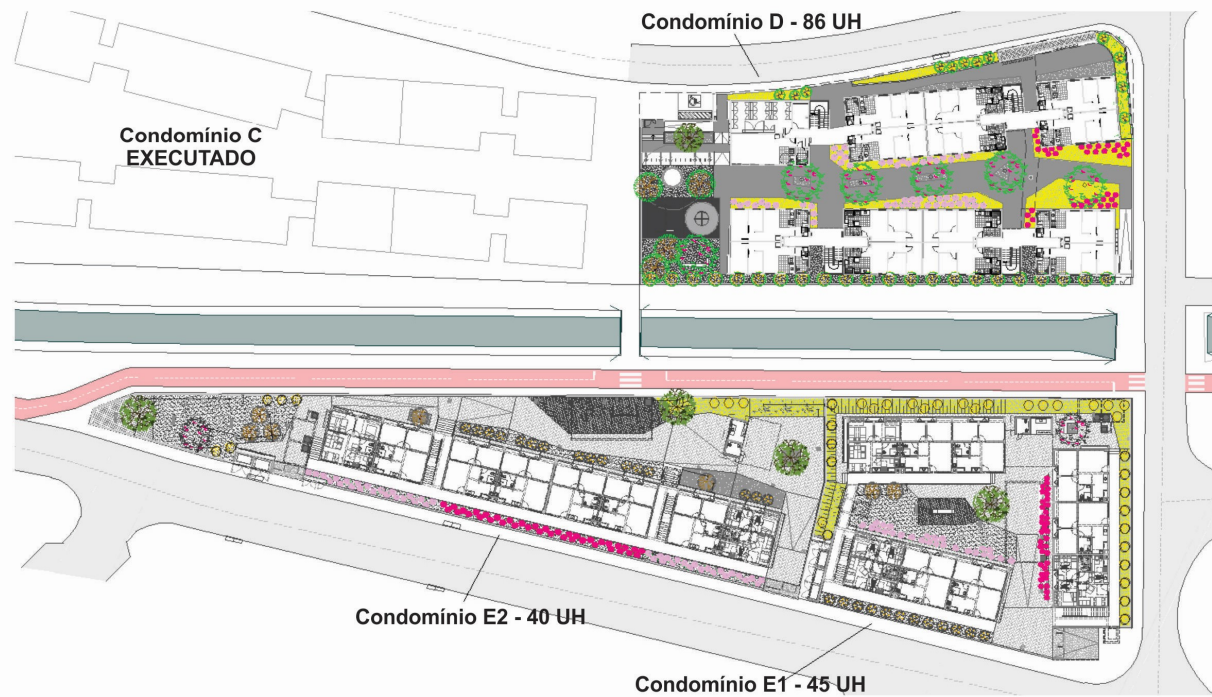 Condomínio D - 86 UH
Condomínio C
EXECUTADO
Condomínio E2 - 40 UH
Condomínio E1 - 45 UH